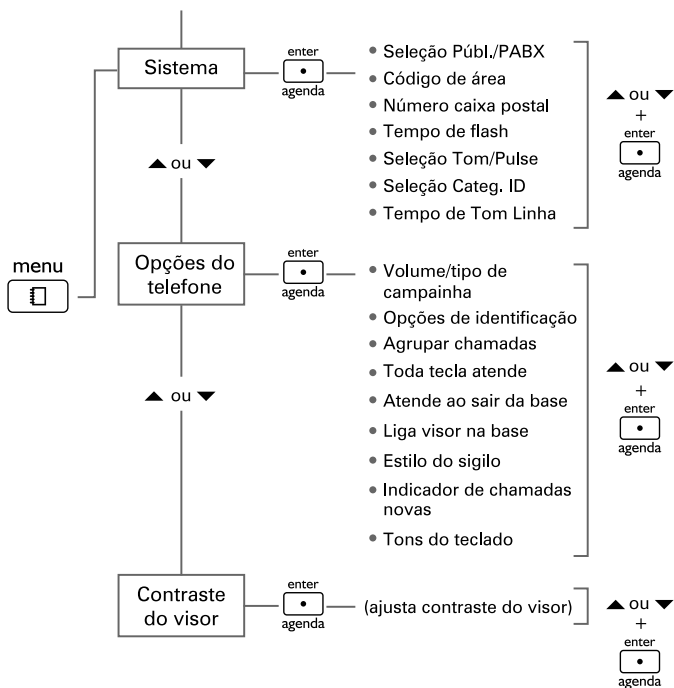 Sistema
enter
agenda
• Seleção Públ./PABX
• Código de área
• Número caixa postal
• Tempo de flash
• Seleção Tom/Pulse
• Seleção Categ. ID
• Tempo de Tom Linha
▲ ou ▼
+
enter
agenda
▲ ou ▼
menu
Opções do
telefone
enter
agenda
• Volume/tipo de
campainha
• Opções de identificação
• Agrupar chamadas
• Toda tecla atende
• Atende ao sair da base
• Liga visor na base
• Estilo do sigilo
• Indicador de chamadas
novas
• Tons do teclado
▲ ou ▼
+
enter
agenda
▲ ou ▼
Contraste
do visor
enter
agenda
(ajusta contraste do visor)
▲ ou ▼
+
enter
agenda